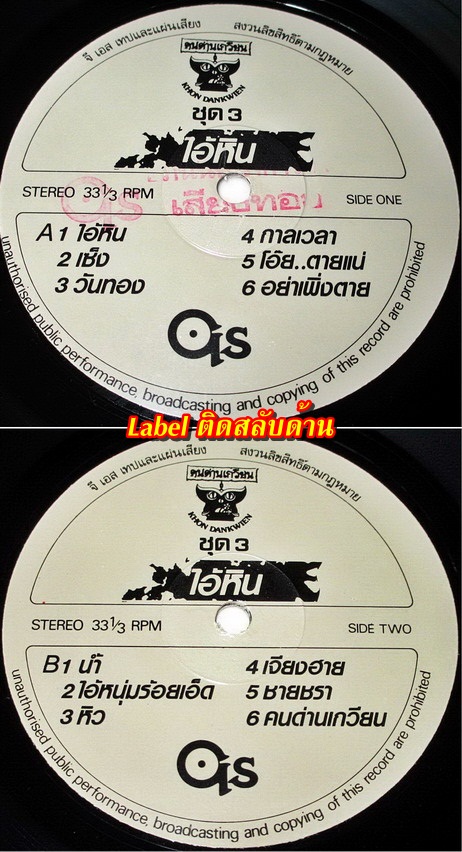 จี เอส เทปและแผ่นเสียง สงวนลิขสิทธิ์ตามกฎหมาย
คนด่านเกวียน
KHON DANKWIEN
ชุด 3
ไอ้หิน
STEREO 33 1/3 RPM SIDE ONE
เสียงทอง
A1 ไอ้หิน
2 เซ็ง
3 วันทอง
4 กาลเวลา
5 โอ๊ย..ตายแน่
6 อย่าเพิ่งตาย
GS
unauthorised public performance, broadcasting and copying of this record are prohibited
Label ติดสลับด้าน
จี เอส เทปและแผ่นเสียง สงวนลิขสิทธิ์ตามกฎหมาย
คนด่านเกวียน
KHON DANKWIEN
ชุด 3
ไอ้หิน
STEREO 33 1/3 RPM SIDE TWO
B1 น้ำ
2 ไอ้หนุ่มร้อยเอ็ด
3 หิว
4 เจียงฮาย
5 ชายชรา
6 คนด่านเกวียน
GS
unauthorised public performance, broadcasting and copying of this record are prohibited